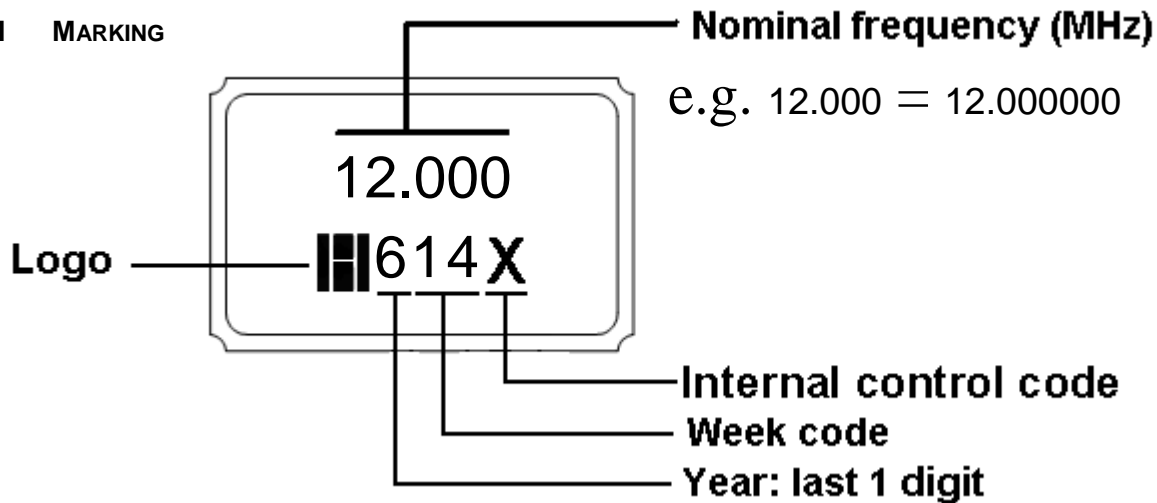 MARKING
Nominal frequency (MHz)
e.g. 12.000 = 12.000000
12.000
Logo
614X
Internal control code
Week code
Year: last 1 digit